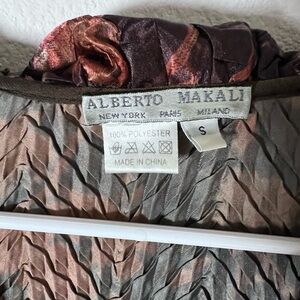 ALBERTO MAKALI
NEW YORK PARIS MILANO
100% POLYESTER
S
MADE IN CHINA